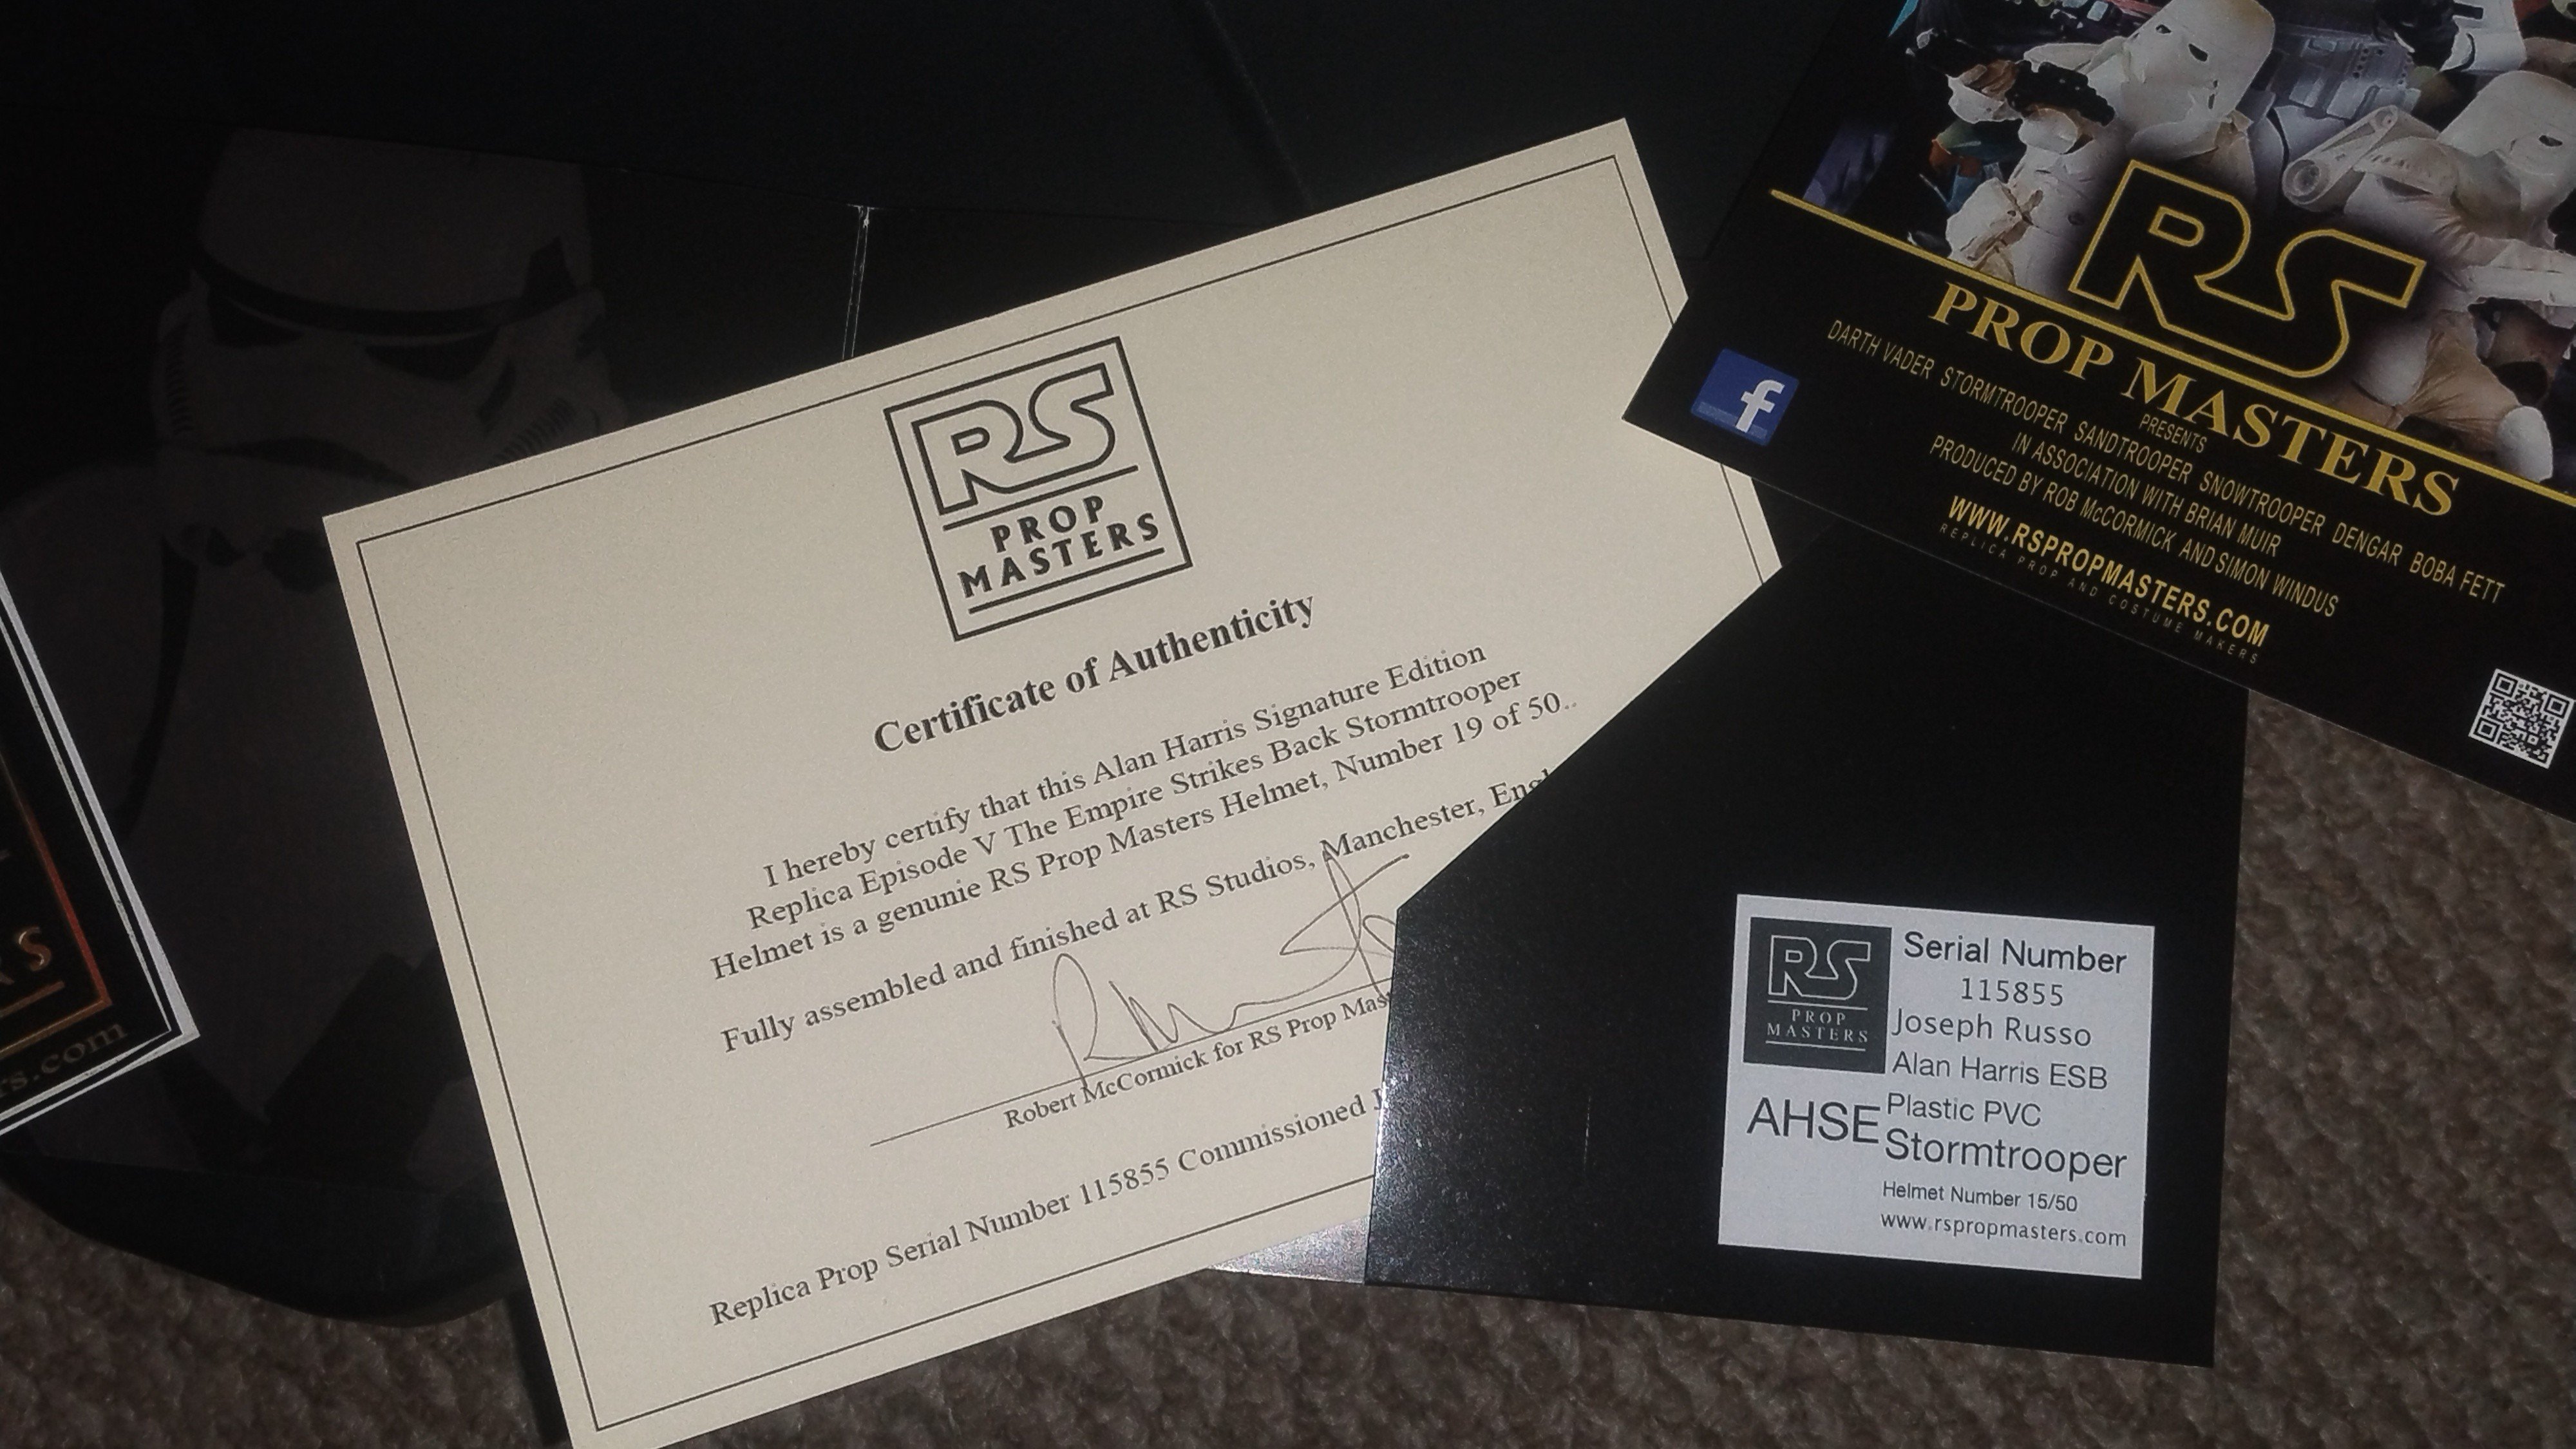 RS
PROP
MASTERS
Certificate of Authenticity
I hereby certify that this Alan Harris Signature Edition
Replica Episode V The Empire Strikes Back Stormtrooper
Helmet is a genunie RS Prop Masters Helmet, Number 19 of 50..
Fully assembled and finished at RS Studios, Manchester,
Robert McCormick for RS Prop
Replica Prop Serial Number 115855 Commissioned
RS
PROP MASTERS
PRESENTS
DARTH VADER STORMTROOPER SANDTROOPER SNOWTROOPER DENGAR BOBA FETT
IN ASSOCIATION WITH BRIAN MUIR
PRODUCED BY ROB McCORMICK AND SIMON WINDUS
WWW.RSPROPMASTERS.COM
REPLICA PROP AND COSTUME MAKERS
f
RS
PROP
MASTERS
Serial Number
115855
Joseph Russo
Alan Harris ESB
Plastic PVC
AHSE Stormtrooper
Helmet Number 15/50
www.rspropmasters.com
RS
rs.com